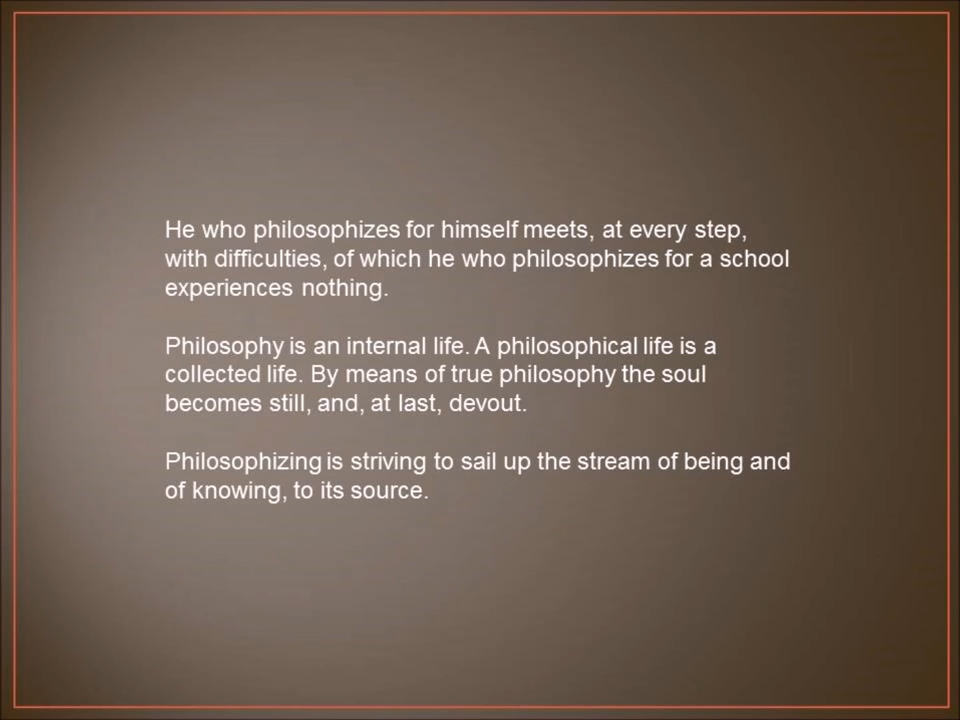 He who philosophizes for himself meets, at every step,
with difficulties, of which he who philosophizes for a school
experiences nothing.
Philosophy is an internal life. A philosophical life is a
collected life. By means of true philosophy the soul
becomes still, and, at last, devout.
Philosophizing is striving to sail up the stream of being and
of knowing, to its source.